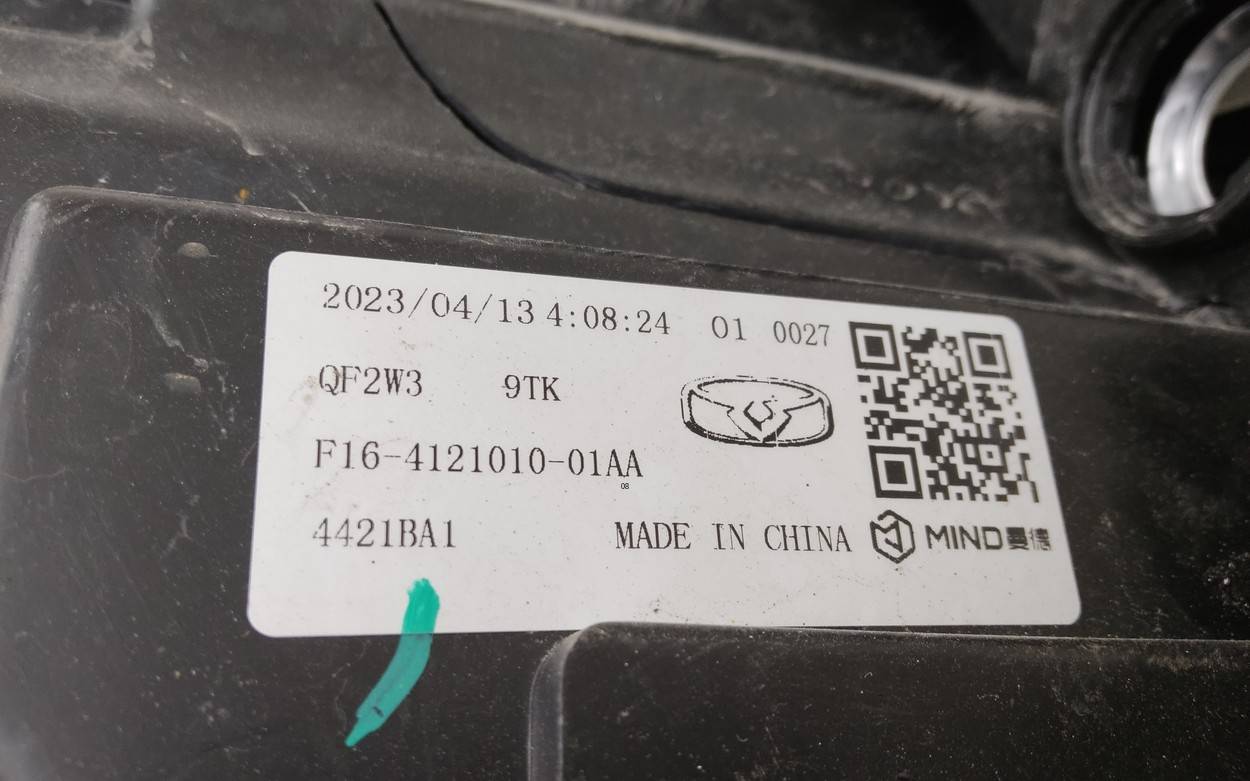 2023/04/13 4:08:24 01 0027
QF2W3 9TK
F16-4121010-01AA
08
4421BA1 MADE IN CHINA MIND曼德